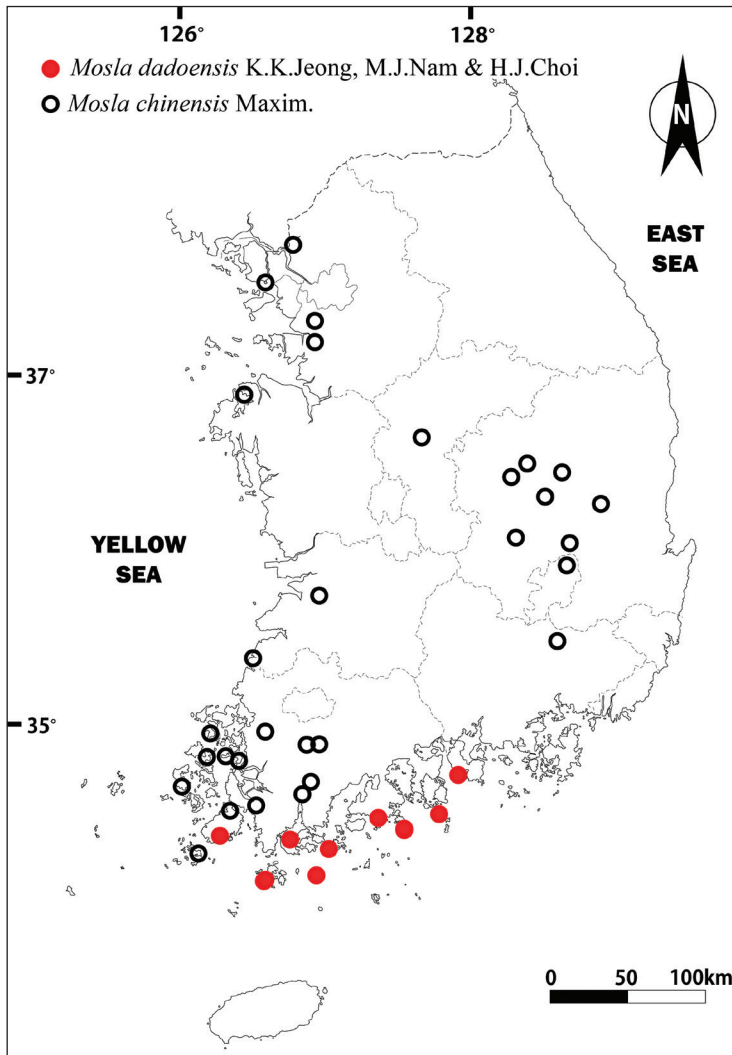 126° 128°
Mosla dadoensis K.K.Jeong, M.J.Nam & H.J.Choi
Mosla chinensis Maxim.
N
EAST
SEA
37°
YELLOW
SEA
35°
0 50 100km